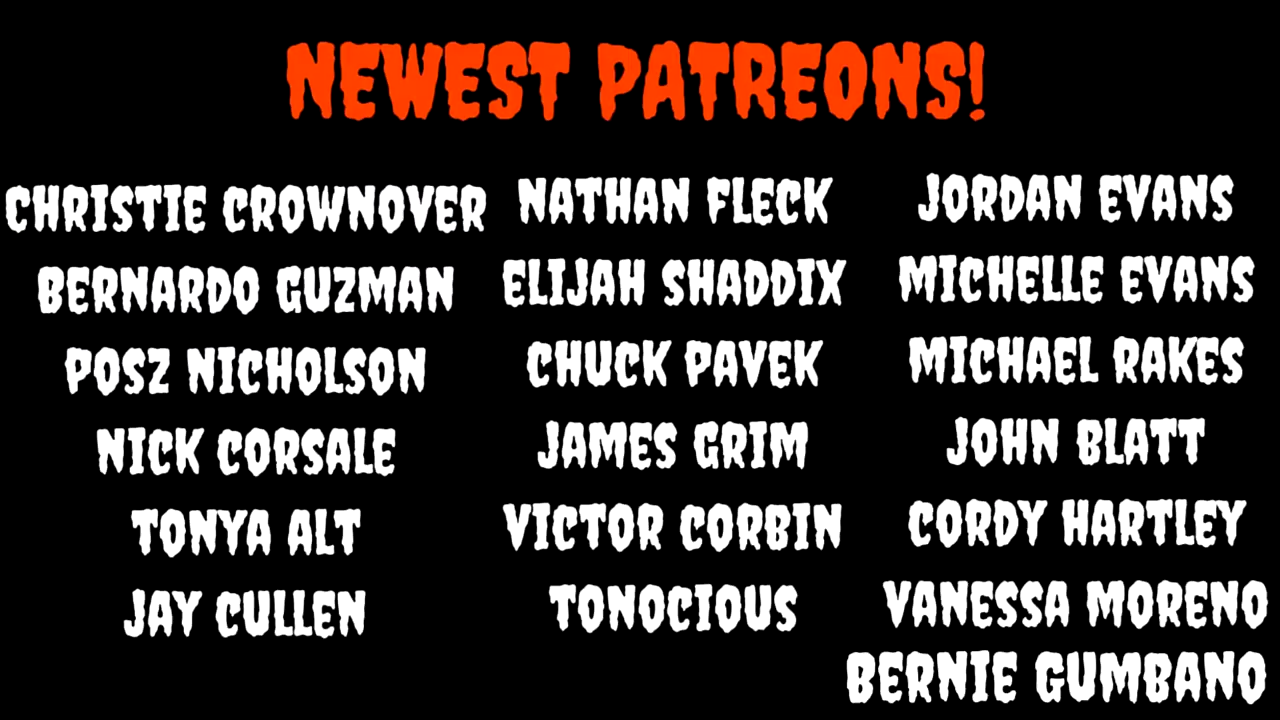 NEWEST PATREONS!
CHRISTIE CROWNOVER
BERNARDO GUZMAN
POSZ NICHOLSON
NICK CORSALE
TONYA ALT
JAY CULLEN
NATHAN FLECK
ELIJAH SHADDIX
CHUCK PAVEK
JAMES GRIM
VICTOR CORBIN
TONOCIOUS
JORDAN EVANS
MICHELLE EVANS
MICHAEL RAKES
JOHN BLATT
CORDY HARTLEY
VANESSA MORENO
BERNIE GUMBANO